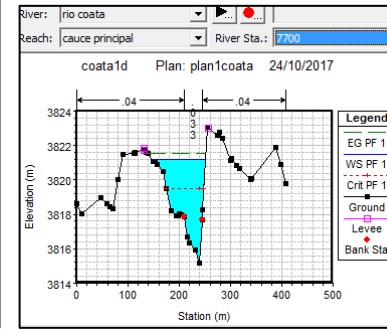 River: rio coata
Reach: cauce principal River Sta.: 7700
coata1d Plan: plan1coata 24/10/2017
.04 .033 .04
Legend
EG PF 1
WS PF 1
Crit PF 1
Ground
Levee
Bank Sta
Elevation (m)
3824
3822
3820
3818
3816
3814
0 100 200 300 400 500
Station (m)